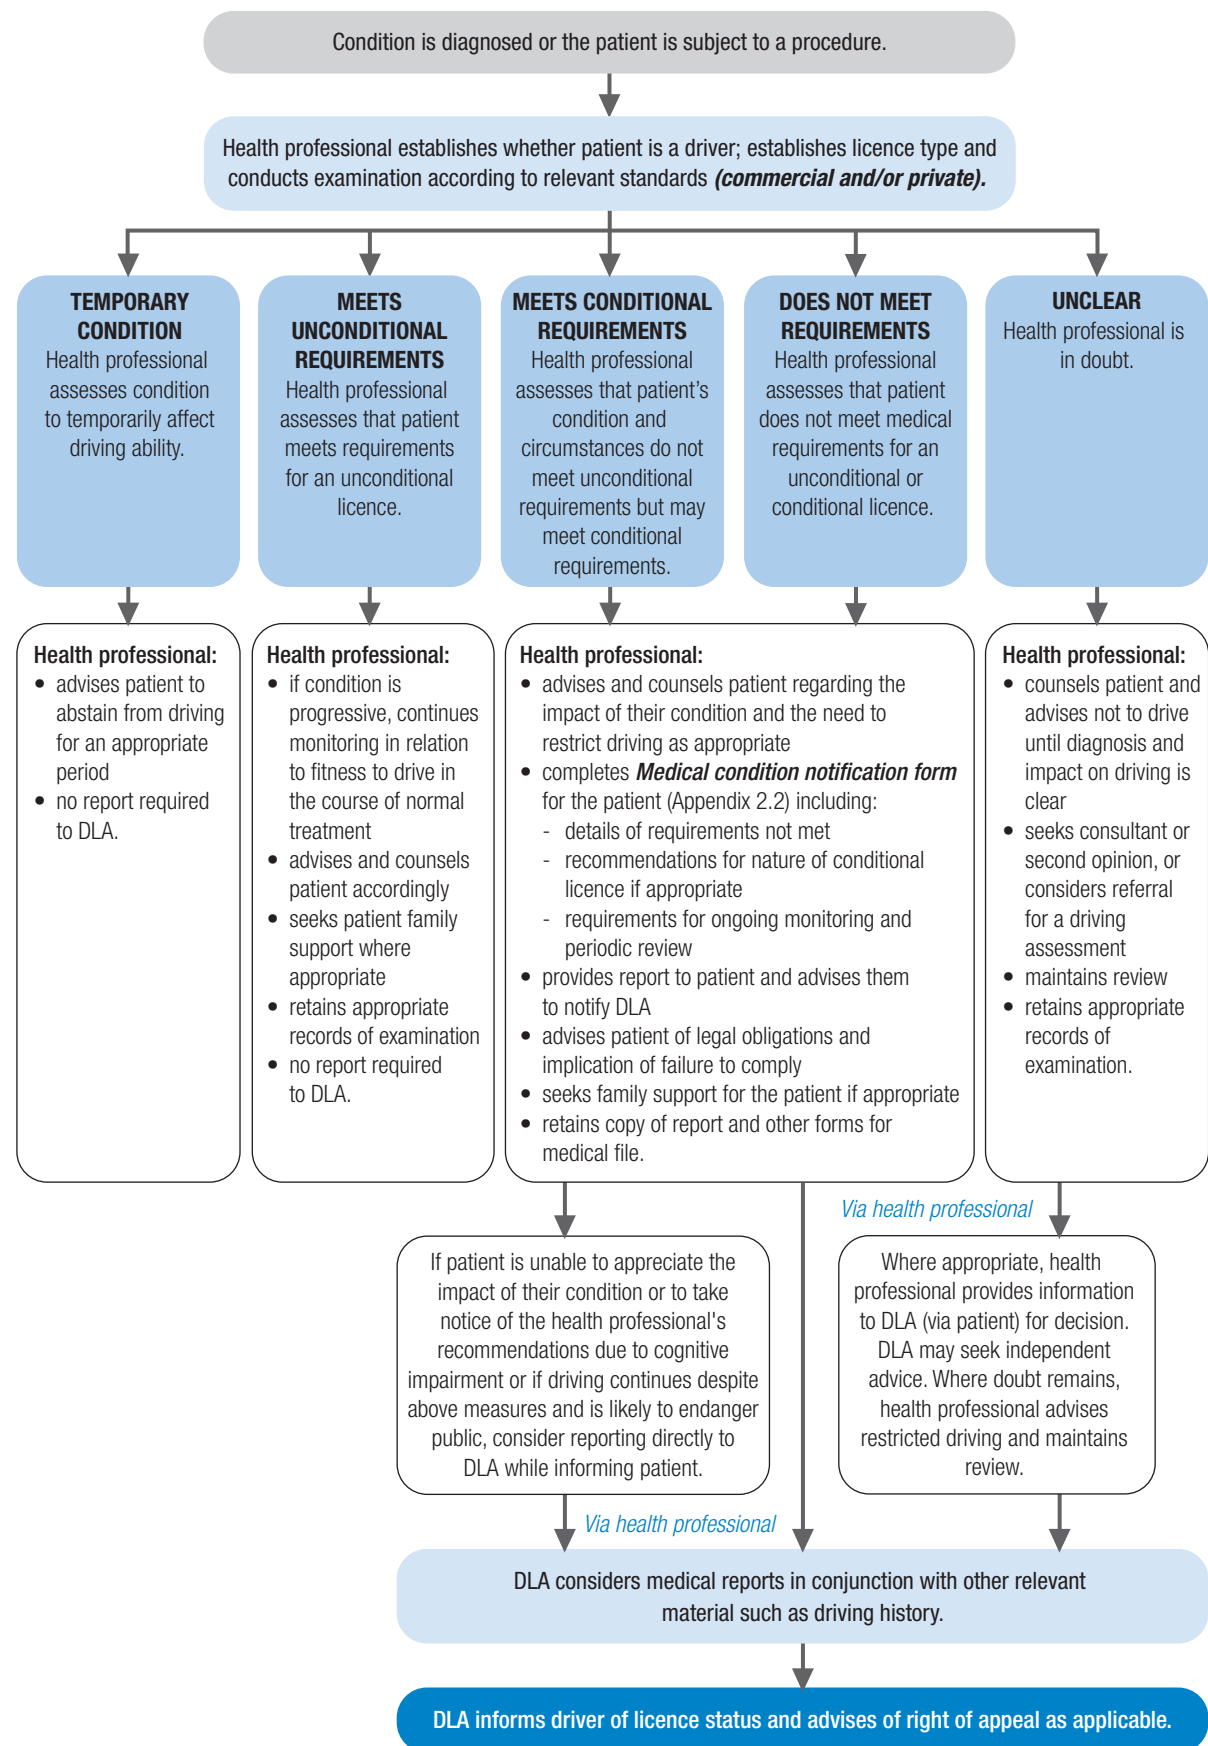 Condition is diagnosed or the patient is subject to a procedure.
Health professional establishes whether patient is a driver; establishes licence type and
conducts examination according to relevant standards (commercial and/or private).
TEMPORARY
CONDITION
Health professional
assesses condition
to temporarily affect
driving ability.
MEETS
UNCONDITIONAL
REQUIREMENTS
Health professional
assesses that patient
meets requirements
for an unconditional
licence.
MEETS CONDITIONAL
REQUIREMENTS
Health professional
assesses that patient’s
condition and
circumstances do not
meet unconditional
requirements but may
meet conditional
requirements.
DOES NOT MEET
REQUIREMENTS
Health professional
assesses that patient
does not meet medical
requirements for an
unconditional or
conditional licence.
UNCLEAR
Health professional is
in doubt.
Health professional:
• advises patient to
abstain from driving
for an appropriate
period
• no report required
to DLA.
Health professional:
• if condition is
progressive, continues
monitoring in relation
to fitness to drive in
the course of normal
treatment
• advises and counsels
patient accordingly
• seeks patient family
support where
appropriate
• retains appropriate
records of examination
• no report required
to DLA.
Health professional:
• advises and counsels patient regarding the
impact of their condition and the need to
restrict driving as appropriate
• completes Medical condition notification form
for the patient (Appendix 2.2) including:
- details of requirements not met
- recommendations for nature of conditional
licence if appropriate
- requirements for ongoing monitoring and
periodic review
• provides report to patient and advises them
to notify DLA
• advises patient of legal obligations and
implication of failure to comply
• seeks family support for the patient if appropriate
• retains copy of report and other forms for
medical file.
Health professional:
• counsels patient and
advises not to drive
until diagnosis and
impact on driving is
clear
• seeks consultant or
second opinion, or
considers referral
for a driving
assessment
• maintains review
• retains appropriate
records of
examination.
Via health professional
If patient is unable to appreciate the
impact of their condition or to take
notice of the health professional's
recommendations due to cognitive
impairment or if driving continues despite
above measures and is likely to endanger
public, consider reporting directly to
DLA while informing patient.
Where appropriate, health
professional provides information
to DLA (via patient) for decision.
DLA may seek independent
advice. Where doubt remains,
health professional advises
restricted driving and maintains
review.
Via health professional
DLA considers medical reports in conjunction with other relevant
material such as driving history.
DLA informs driver of licence status and advises of right of appeal as applicable.